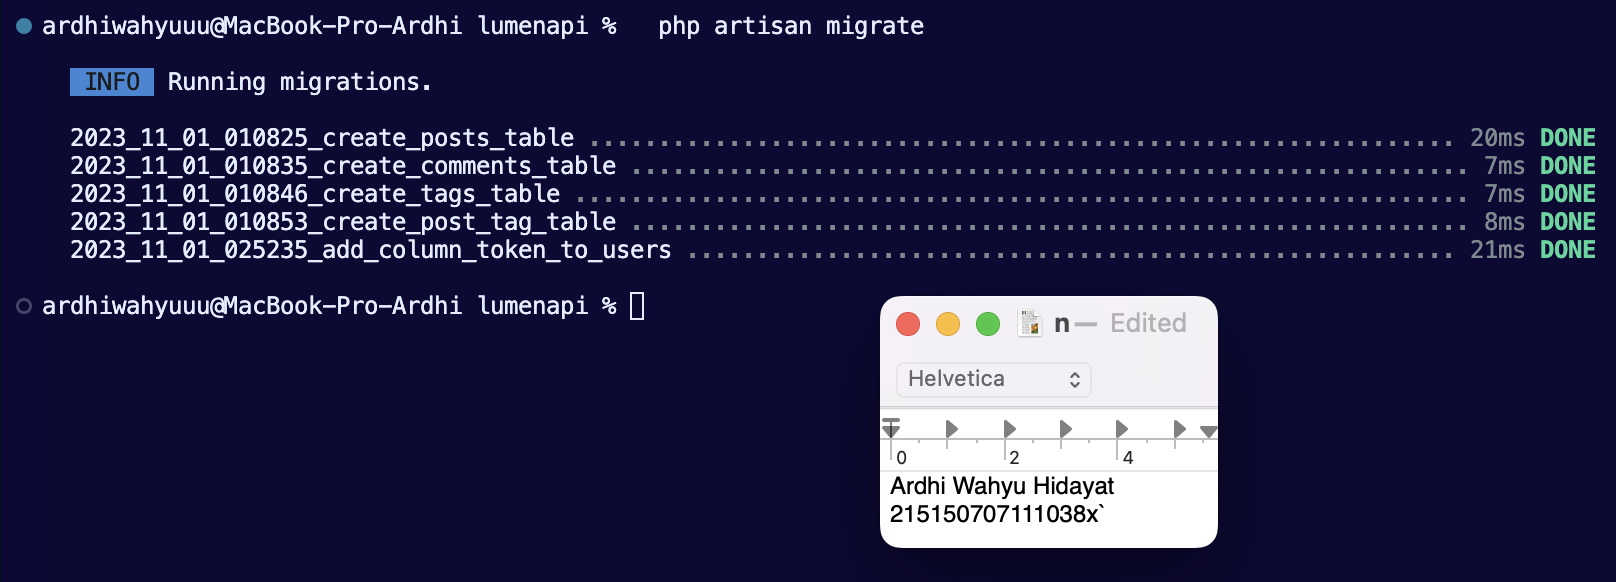 ardhiwahyuuu@MacBook-Pro-Ardhi lumenapi %   php artisan migrate
INFO Running migrations.
2023_11_01_010825_create_posts_table .............................................................. 20ms DONE
2023_11_01_010835_create_comments_table ............................................................ 7ms DONE
2023_11_01_010846_create_tags_table ................................................................ 7ms DONE
2023_11_01_010853_create_post_tag_table ............................................................ 8ms DONE
2023_11_01_025235_add_column_token_to_users ....................................................... 21ms DONE
ardhiwahyuuu@MacBook-Pro-Ardhi lumenapi %
n — Edited
Helvetica
0 2 4
Ardhi Wahyu Hidayat
215150707111038x`